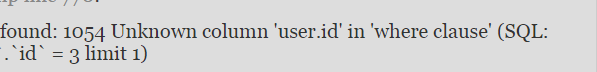 found: 1054 Unknown column 'user.id' in 'where clause' (SQL:
.`id` = 3 limit 1)